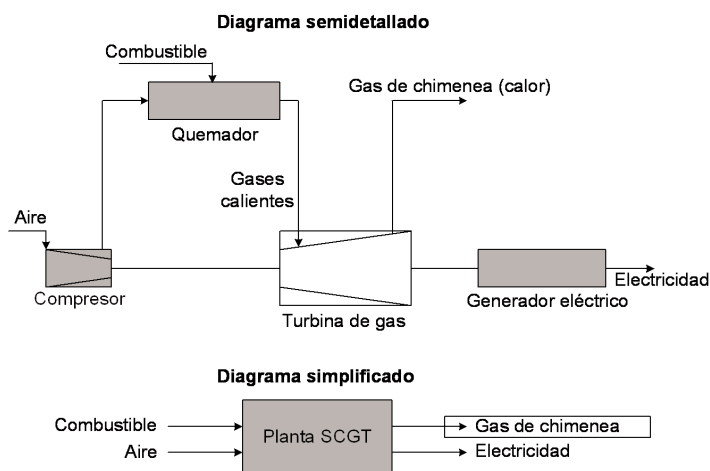 Diagrama semidetallado
Combustible
Gas de chimenea (calor)
Quemador
Gases
calientes
Aire
Compresor
Turbina de gas
Generador eléctrico
Electricidad
Diagrama simplificado
Combustible
Aire
Planta SCGT
Gas de chimenea
Electricidad